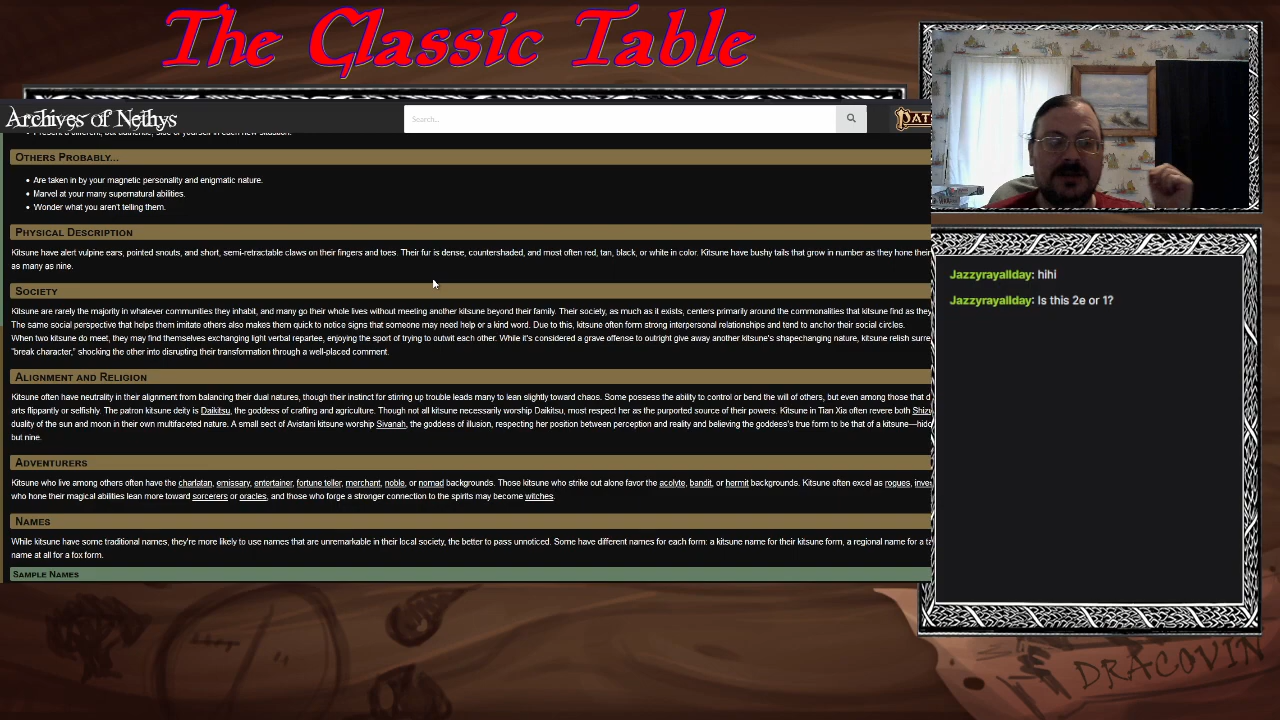 The Classic Table
Archives of Nethys
Search...
Present a different, but authentic, side of yourself in each new situation.
Others Probably...
Are taken in by your magnetic personality and enigmatic nature.
Marvel at your many supernatural abilities.
Wonder what you aren't telling them.
Physical Description
Kitsune have alert vulpine ears, pointed snouts, and short, semi-retractable claws on their fingers and toes. Their fur is dense, countershaded, and most often red, tan, black, or white in color. Kitsune have bushy tails that grow in number as they hone their
as many as nine.
Society
Kitsune are rarely the majority in whatever communities they inhabit, and many go their whole lives without meeting another kitsune beyond their family. Their society, as much as it exists, centers primarily around the commonalities that kitsune find as they
The same social perspective that helps them imitate others also makes them quick to notice signs that someone may need help or a kind word. Due to this, kitsune often form strong interpersonal relationships and tend to anchor their social circles.
When two kitsune do meet, they may find themselves exchanging light verbal repartee, enjoying the sport of trying to outwit each other. While it's considered a grave offense to outright give away another kitsune's shapechanging nature, kitsune relish surre
"break character," shocking the other into disrupting their transformation through a well-placed comment.
Alignment and Religion
Kitsune often have neutrality in their alignment from balancing their dual natures, though their instinct for stirring up trouble leads many to lean slightly toward chaos. Some possess the ability to control or bend the will of others, but even among those that d
arts flippantly or selfishly. The patron kitsune deity is Daikitsu, the goddess of crafting and agriculture. Though not all kitsune necessarily worship Daikitsu, most respect her as the purported source of their powers. Kitsune in Tian Xia often revere both Shizu
duality of the sun and moon in their own multifaceted nature. A small sect of Avistani kitsune worship Sivanah, the goddess of illusion, respecting her position between perception and reality and believing the goddess's true form to be that of a kitsune—hid
but nine.
Adventurers
Kitsune who live among others often have the charlatan, emissary, entertainer, fortune teller, merchant, noble, or nomad backgrounds. Those kitsune who strike out alone favor the acolyte, bandit, or hermit backgrounds. Kitsune often excel as rogues, inve
who hone their magical abilities lean more toward sorcerers or oracles, and those who forge a stronger connection to the spirits may become witches.
Names
While kitsune have some traditional names, they're more likely to use names that are unremarkable in their local society, the better to pass unnoticed. Some have different names for each form: a kitsune name for their kitsune form, a regional name for a ta
name at all for a fox form.
Sample Names
Pat
Jazzyrayallday: hihi
Jazzyrayallday: Is this 2e or 1?
DRACOVIN